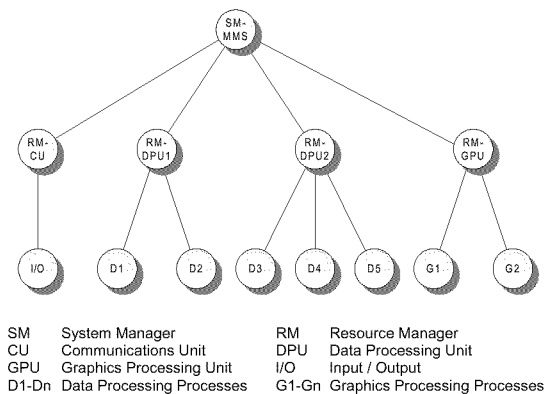 SM-
MMS
RM-
CU
RM-
DPU1
RM-
DPU2
RM-
GPU
I/O
D1
D2
D3
D4
D5
G1
G2
SM System Manager RM Resource Manager
CU Communications Unit DPU Data Processing Unit
GPU Graphics Processing Unit I/O Input / Output
D1-Dn Data Processing Processes G1-Gn Graphics Processing Processes